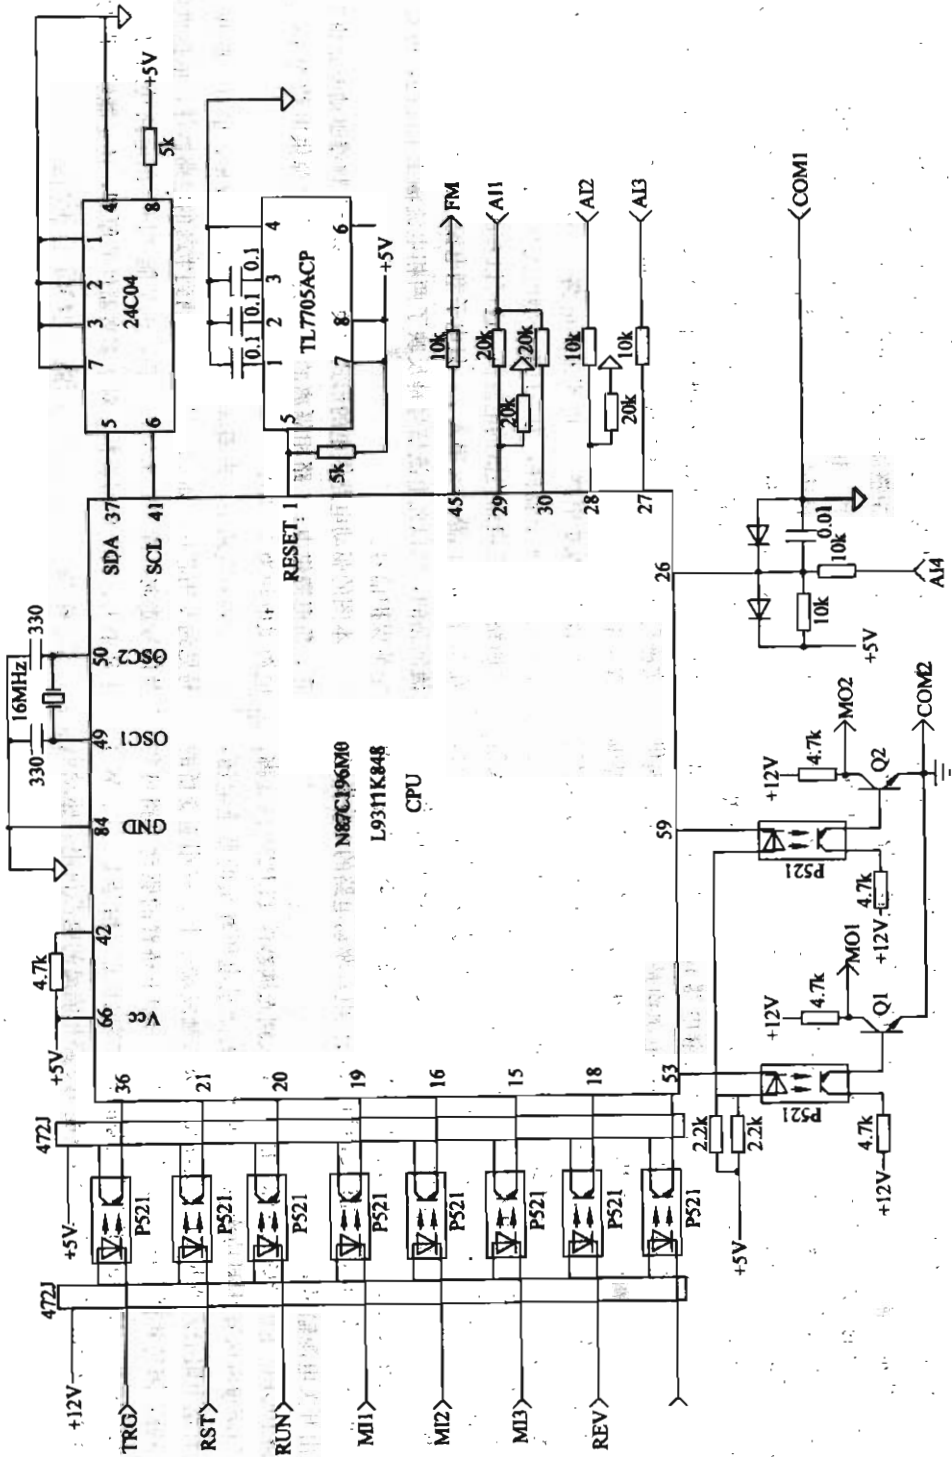 +5V
5k
4
8
1
2
3
7
24C04
5
6
4
6
0.1
0.1
0.1
3
2
1
TL7705ACP
8
7
+5V
5
5k
FM
10k
AI1
20k
20k
20k
AI2
10k
20k
AI3
10k
COM1
SDA 37
SCL 41
RESET 1
45
29
30
28
27
26
0.01
10k
AI4
10k
+5V
330
16MHz
330
50
OSC2
49
OSC1
84
GND
42
4.7k
66
Vcc
+5V
N87C196M0
L9311K848
CPU
59
53
MO2
4.7k
+12V
Q2
COM2
P521
4.7k
+12V
MO1
4.7k
+12V
Q1
P521
4.7k
+12V
2.2k
2.2k
+5V
36
21
20
19
16
15
18
472J
+5V
P521
P521
P521
P521
P521
P521
P521
P521
472J
+12V
TRG
RST
RUN
MI1
MI2
MI3
REV